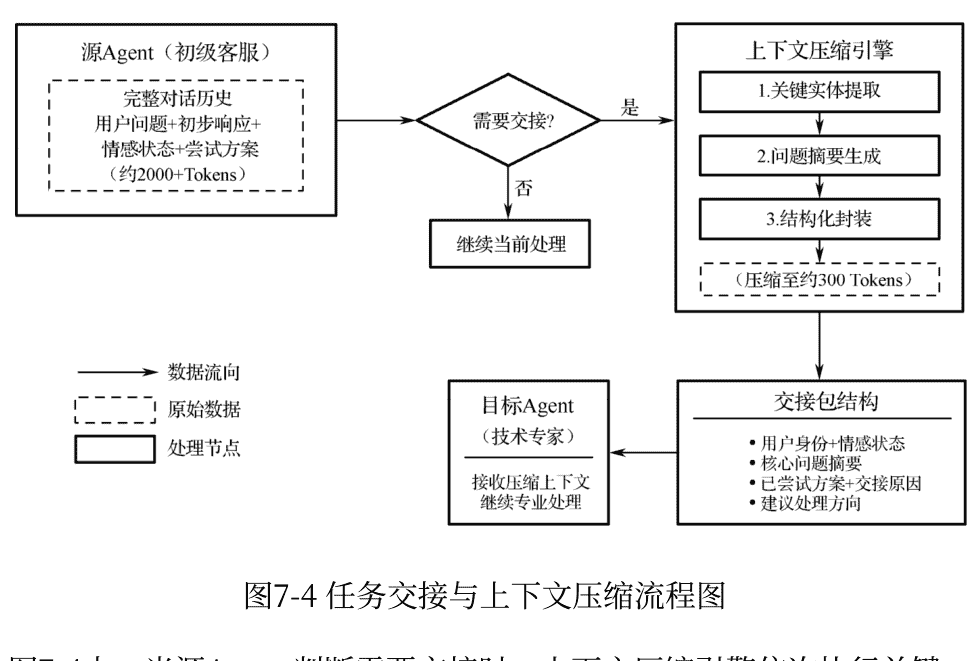 源Agent（初级客服）
完整对话历史
用户问题+初步响应+
情感状态+尝试方案
（约2000+Tokens）
需要交接?
是
否
继续当前处理
上下文压缩引擎
1.关键实体提取
2.问题摘要生成
3.结构化封装
（压缩至约300 Tokens）
数据流向
原始数据
处理节点
目标Agent
（技术专家）
接收压缩上下文
继续专业处理
交接包结构
• 用户身份+情感状态
• 核心问题摘要
• 已尝试方案+交接原因
• 建议处理方向
图7-4 任务交接与上下文压缩流程图